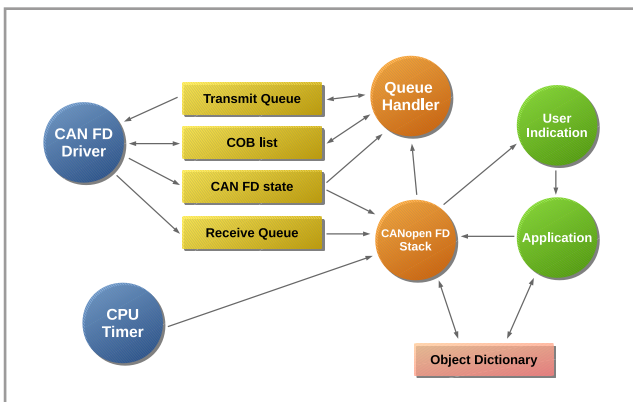 CAN FD
Driver
Transmit Queue
COB list
CAN FD state
Receive Queue
Queue
Handler
User
Indication
CANopen FD
Stack
Application
CPU
Timer
Object Dictionary